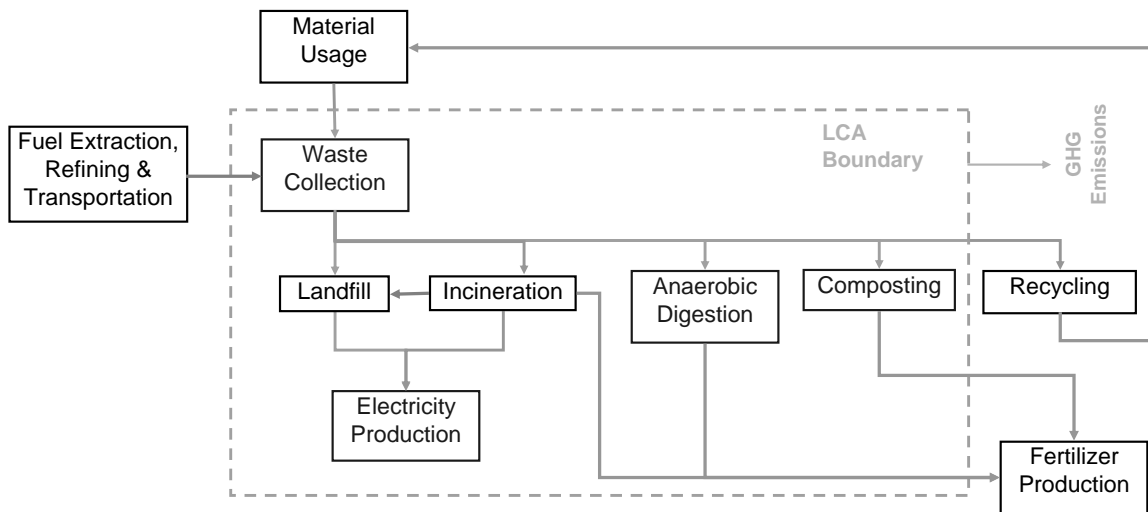 Material
Usage
Fuel Extraction,
Refining &
Transportation
Waste
Collection
LCA
Boundary
GHG
Emissions
Landfill
Incineration
Anaerobic
Digestion
Composting
Recycling
Electricity
Production
Fertilizer
Production